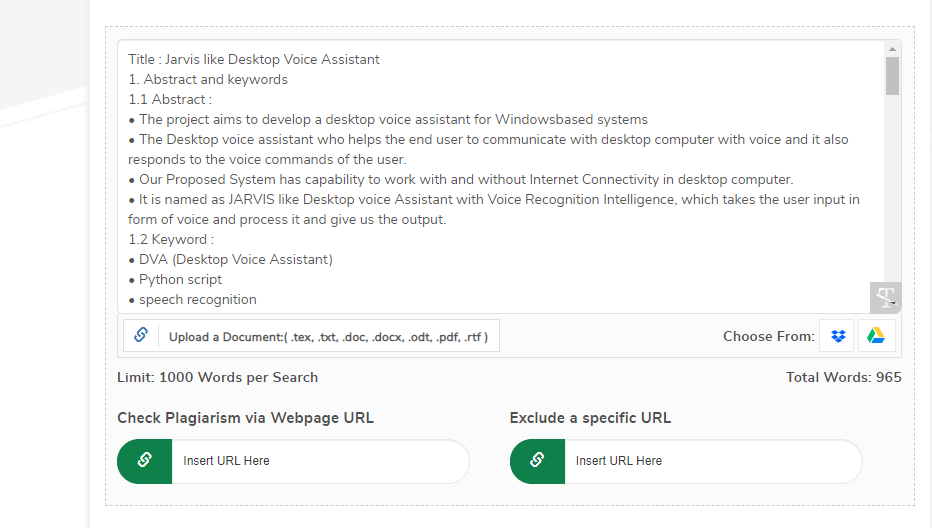 Title : Jarvis like Desktop Voice Assistant
1. Abstract and keywords
1.1 Abstract :
• The project aims to develop a desktop voice assistant for Windowsbased systems
• The Desktop voice assistant who helps the end user to communicate with desktop computer with voice and it also
responds to the voice commands of the user.
• Our Proposed System has capability to work with and without Internet Connectivity in desktop computer.
• It is named as JARVIS like Desktop voice Assistant with Voice Recognition Intelligence, which takes the user input in
form of voice and process it and give us the output.
1.2 Keyword :
• DVA (Desktop Voice Assistant)
• Python script
• speech recognition
Upload a Document:( .tex, .txt, .doc, .docx, .odt, .pdf, .rtf )
Choose From:
Limit: 1000 Words per Search
Total Words: 965
Check Plagiarism via Webpage URL
Exclude a specific URL
Insert URL Here
Insert URL Here